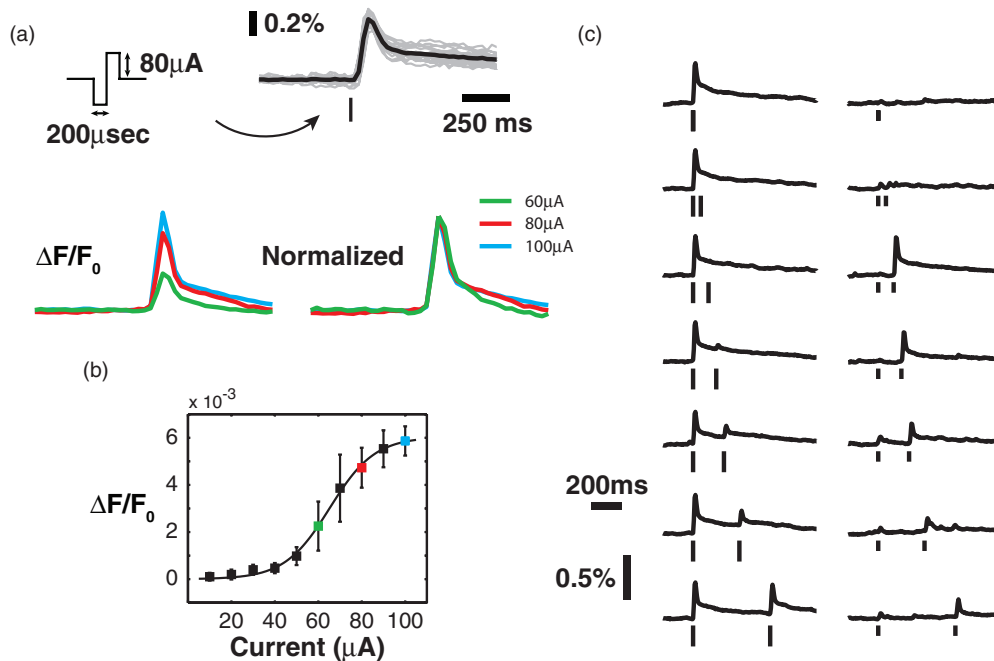 (a)
80μA
200μsec
0.2%
250 ms
ΔF/F0
Normalized
60μA
80μA
100μA
(b)
x 10-3
6
4
2
0
ΔF/F0
20 40 60 80 100
Current (μA)
(c)
200ms
0.5%